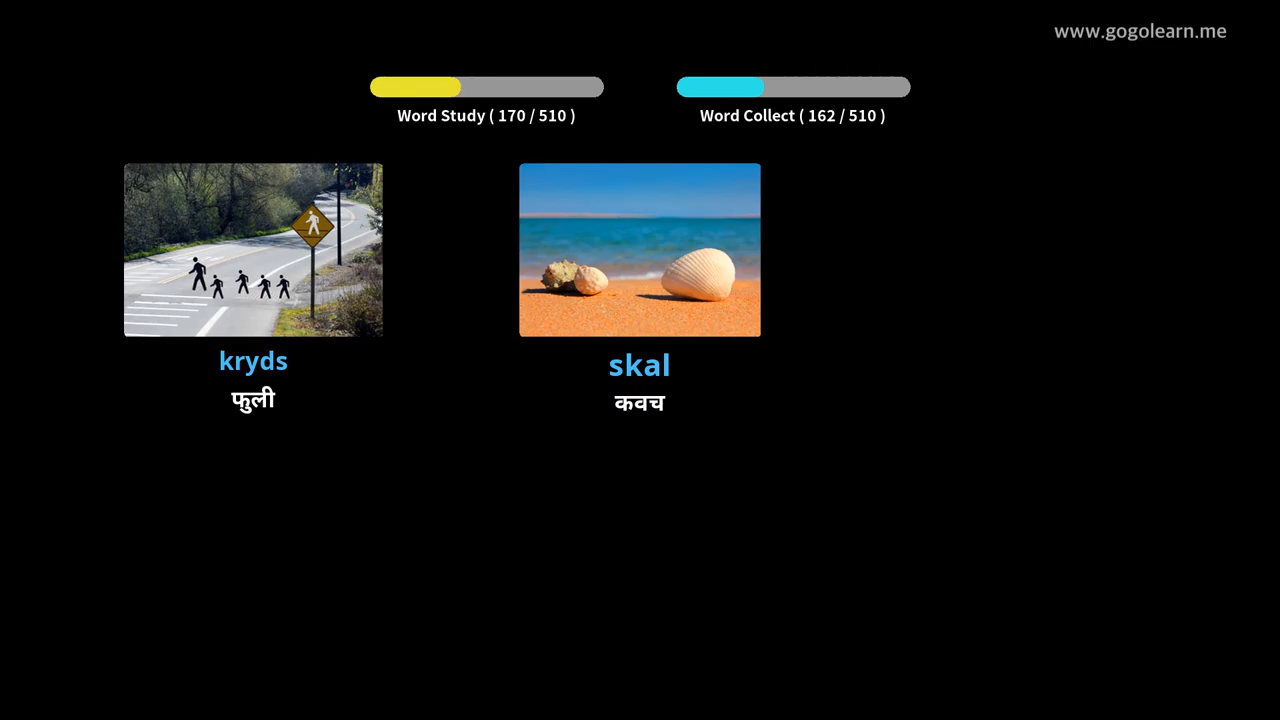 www.gogolearn.me
Word Study ( 170 / 510 )
Word Collect ( 162 / 510 )
kryds
फुली
skal
कवच